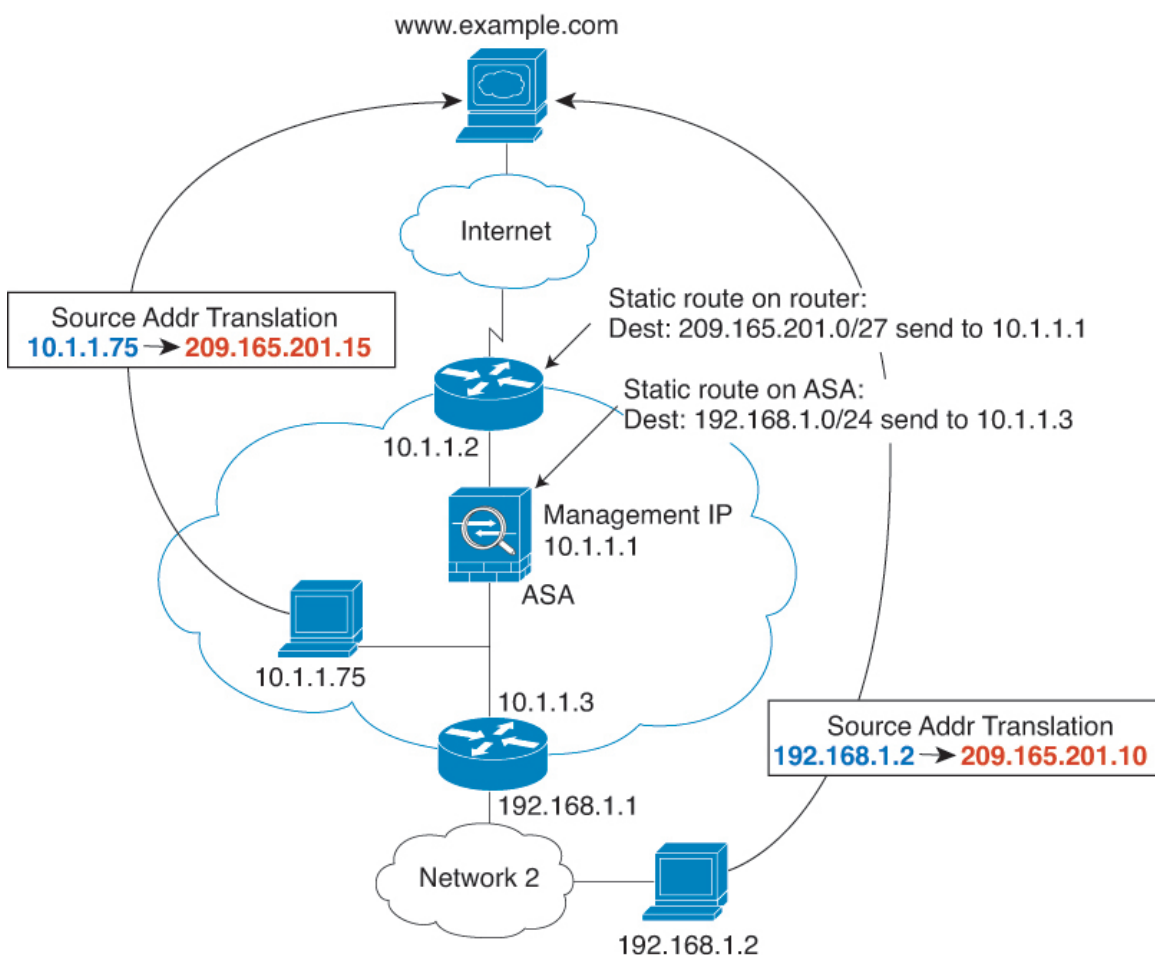 www.example.com
Internet
Source Addr Translation
10.1.1.75 209.165.201.15
Static route on router:
Dest: 209.165.201.0/27 send to 10.1.1.1
Static route on ASA:
Dest: 192.168.1.0/24 send to 10.1.1.3
10.1.1.2
Management IP
10.1.1.1
ASA
10.1.1.75
10.1.1.3
Source Addr Translation
192.168.1.2 209.165.201.10
192.168.1.1
Network 2
192.168.1.2